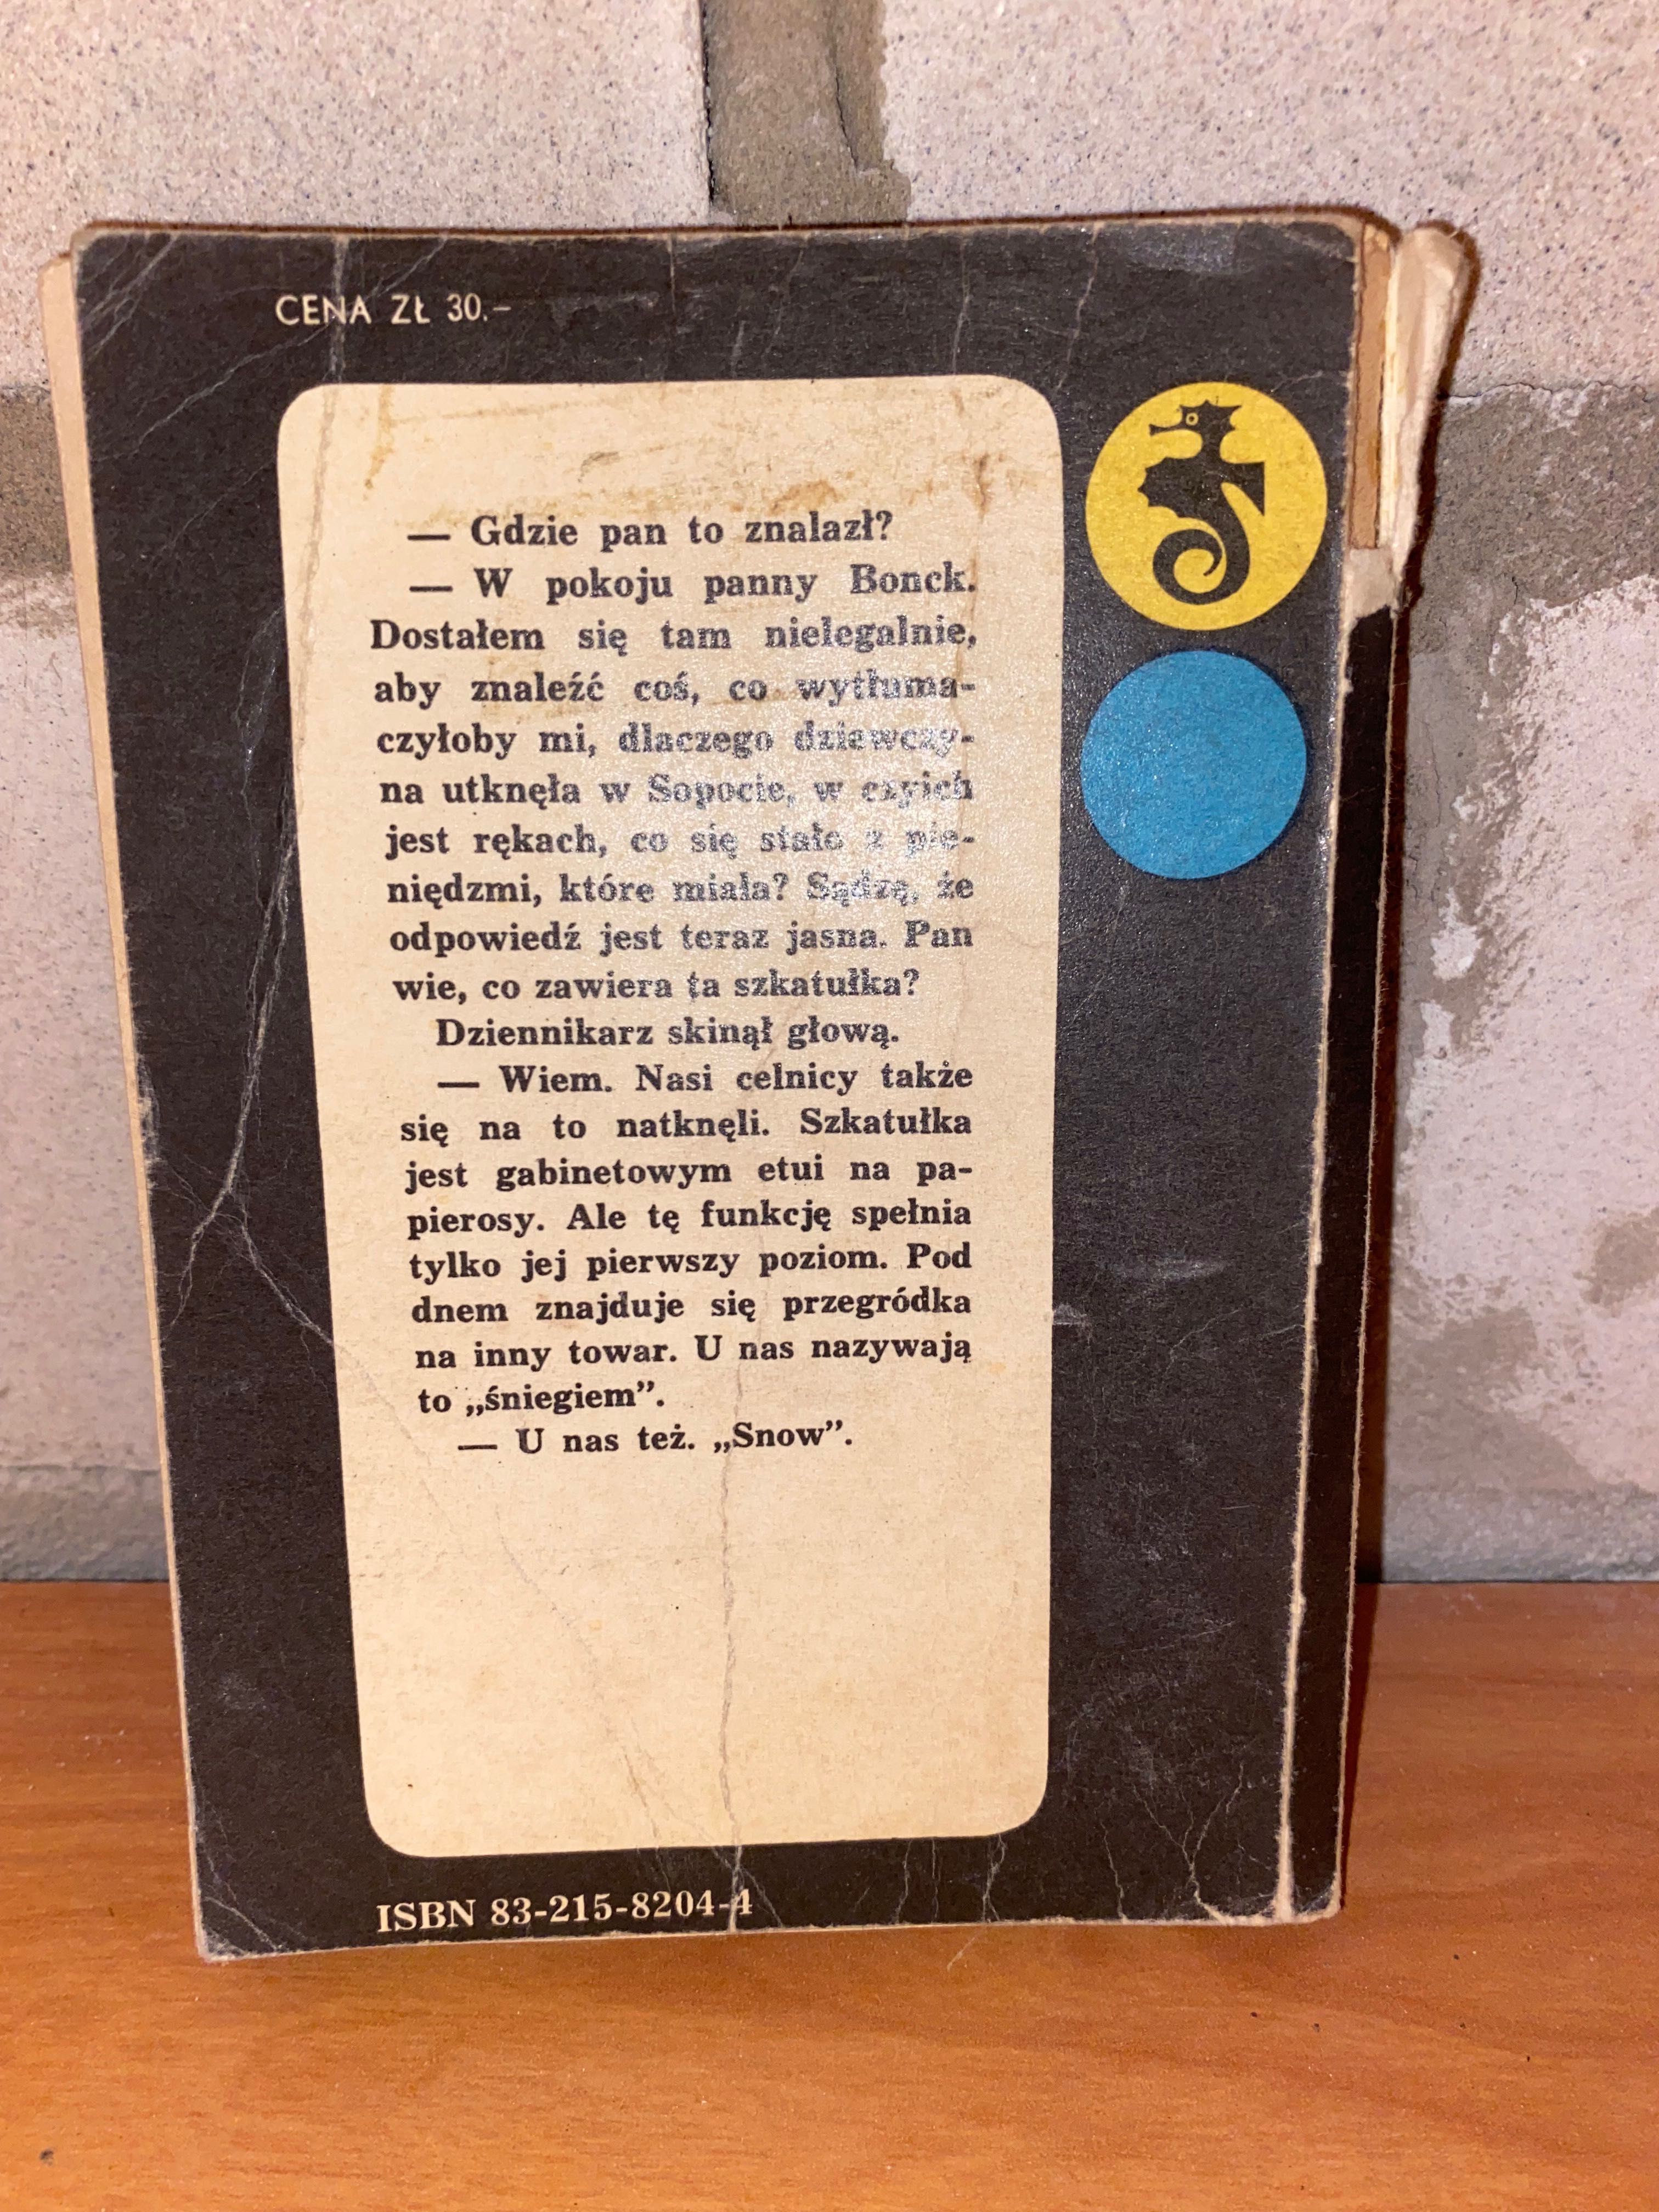 CENA ZŁ 30.–
— Gdzie pan to znalazł?
— W pokoju panny Bonck.
Dostałem się tam nielegalnie,
aby znaleźć coś, co wytłuma-
czyłoby mi, dlaczego dziewczy-
na utknęła w Sopocie, w czyich
jest rękach, co się stało z pie-
niędzmi, które miała? Sądzę, że
odpowiedź jest teraz jasna. Pan
wie, co zawiera ta szkatułka?
Dziennikarz skinął głową.
— Wiem. Nasi celnicy także
się na to natknęli. Szkatułka
jest gabinetowym etui na pa-
pierosy. Ale tę funkcję spełnia
tylko jej pierwszy poziom. Pod
dnem znajduje się przegródka
na inny towar. U nas nazywają
to „śniegiem”.
— U nas też. „Snow”.
ISBN 83-215-8204-4